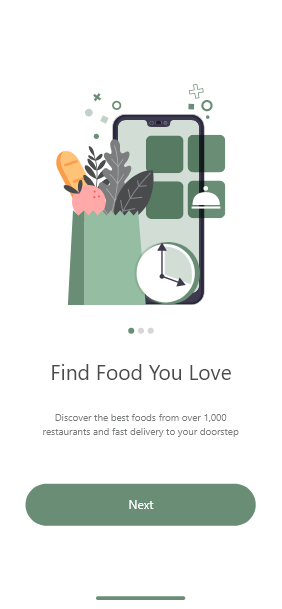 Find Food You Love
Discover the best foods from over 1,000
restaurants and fast delivery to your doorstep
Next